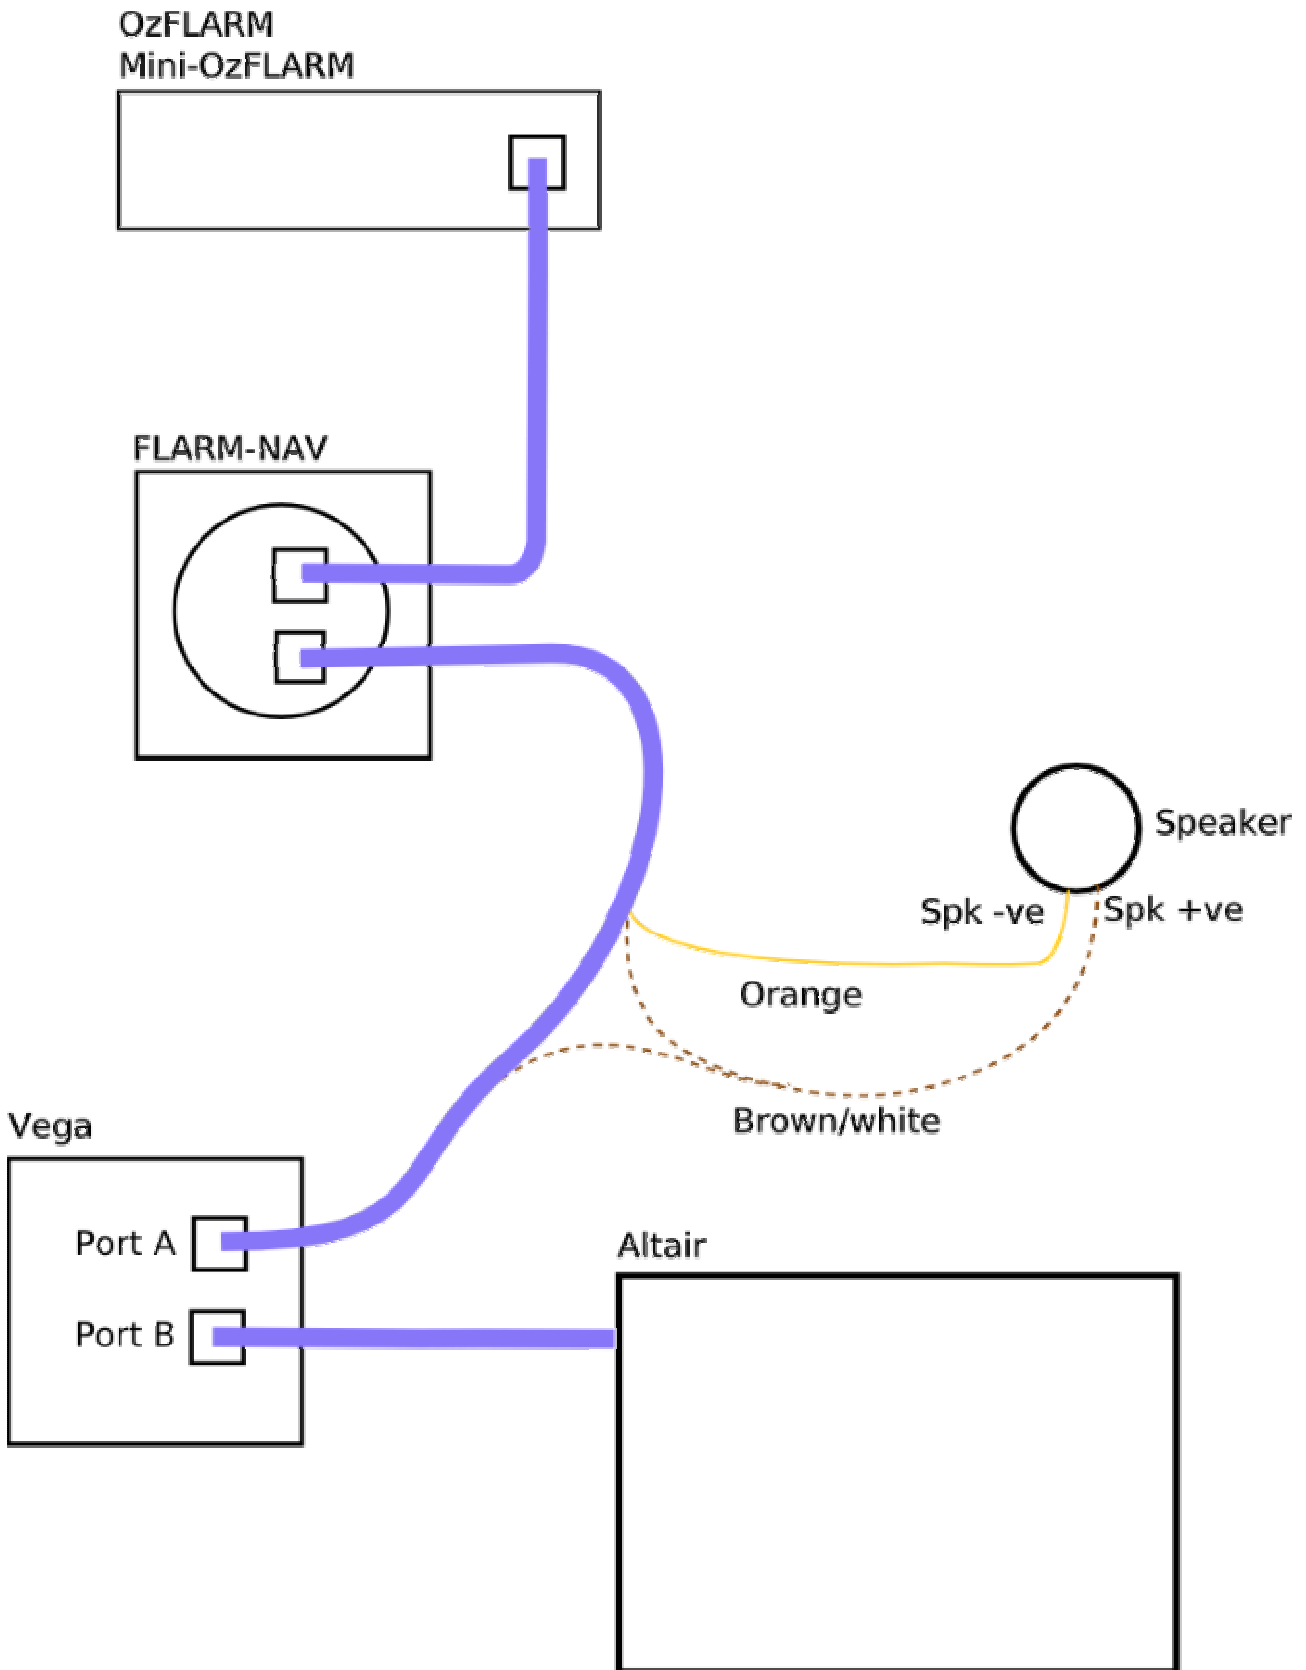 OzFLARM
Mini-OzFLARM
FLARM-NAV
Speaker
Spk -ve
Spk +ve
Orange
Brown/white
Vega
Port A
Altair
Port B